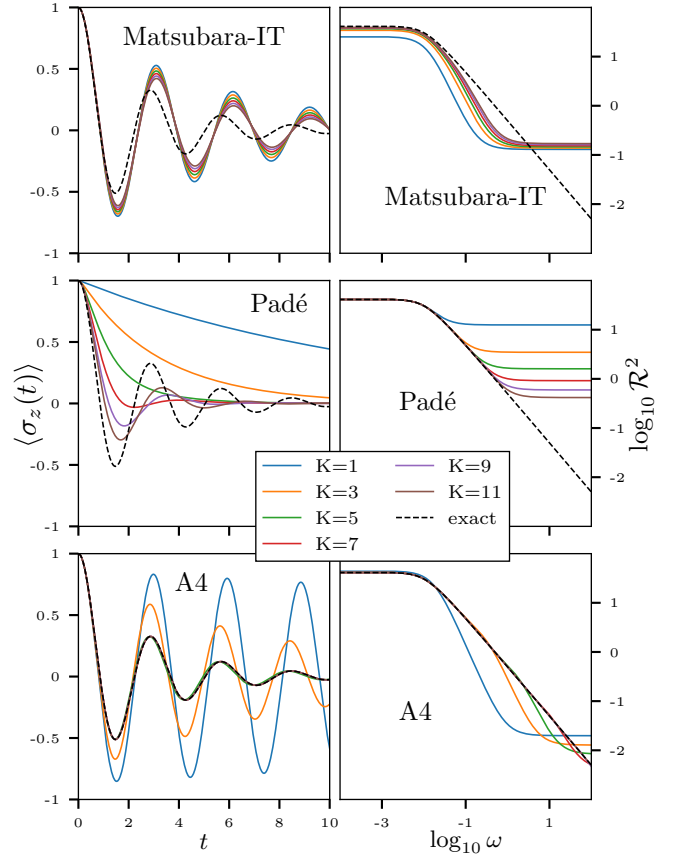 1
0.5
0
-0.5
-1
Matsubara-IT
1
0
-1
-2
Matsubara-IT
1
0.5
0
-0.5
-1
⟨σ_z(t)⟩
Padé
1
0
-1
-2
log₁₀ R²
Padé
K=1
K=3
K=5
K=7
K=9
K=11
exact
1
0.5
0
-0.5
-1
A4
0
2
4
6
8
10
t
1
0
-1
-2
A4
-3
-1
1
log₁₀ ω